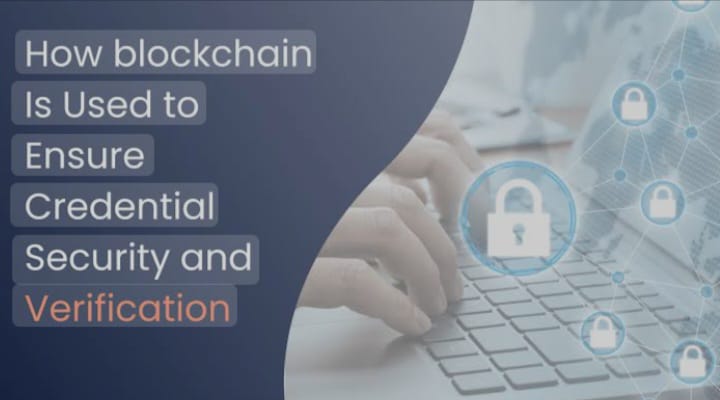 How blockchain
Is Used to
Ensure
Credential
Security and
Verification